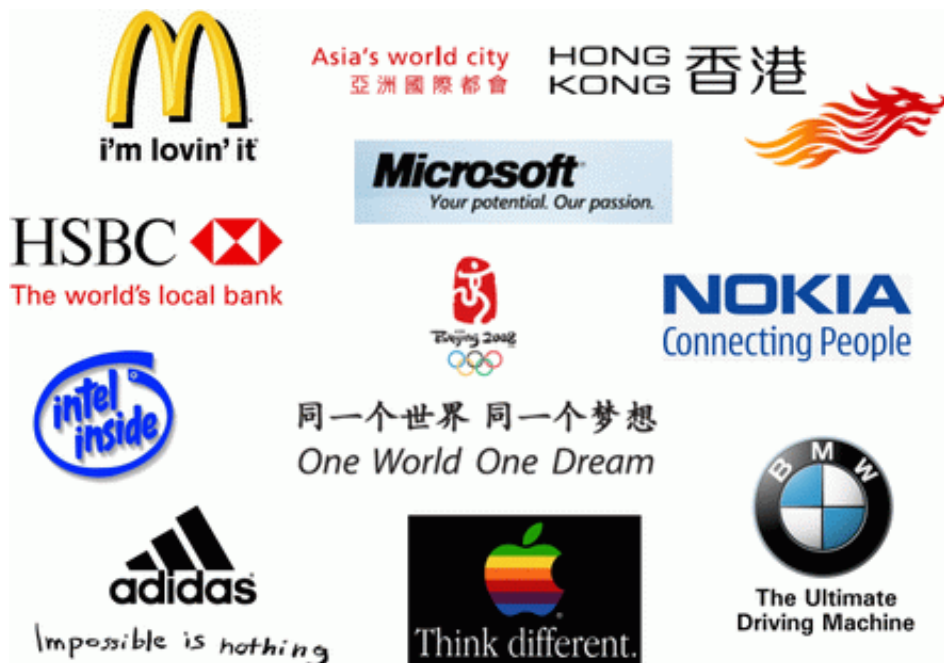 i'm lovin' it
Asia's world city
亞洲國際都會
HONG KONG 香港
Microsoft
Your potential. Our passion.
HSBC
The world's local bank
Beijing 2008
NOKIA
Connecting People
intel
inside
同一个世界 同一个梦想
One World One Dream
BMW
The Ultimate
Driving Machine
adidas
Impossible is nothing
Think different.